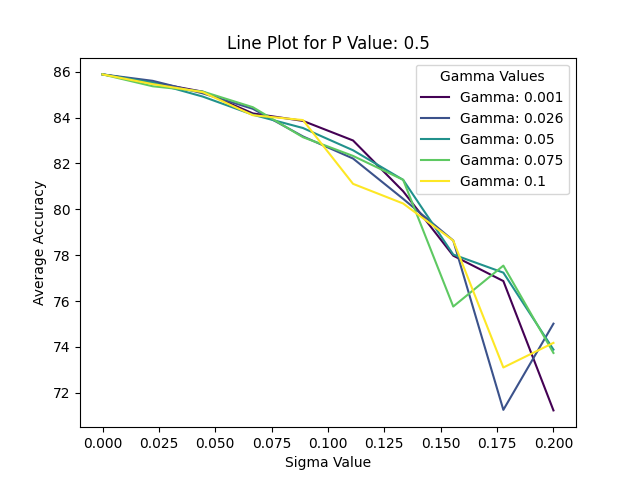 Line Plot for P Value: 0.5
Gamma Values
Gamma: 0.001
Gamma: 0.026
Gamma: 0.05
Gamma: 0.075
Gamma: 0.1
Average Accuracy
86
84
82
80
78
76
74
72
0.000 0.025 0.050 0.075 0.100 0.125 0.150 0.175 0.200
Sigma Value